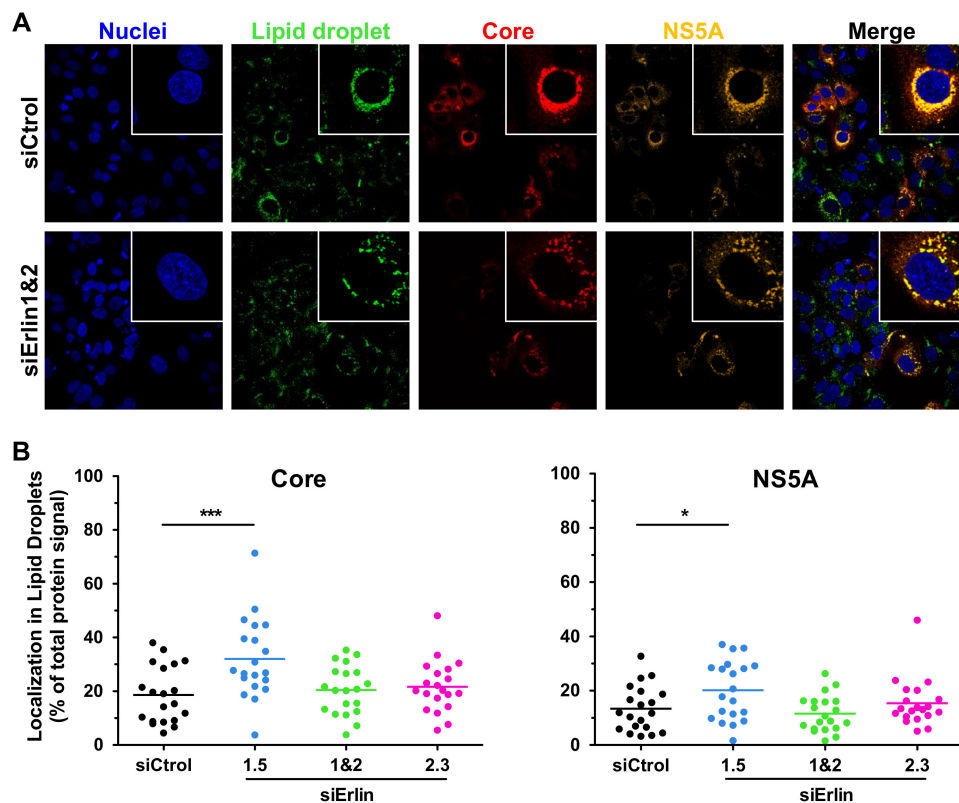 A
Nuclei Lipid droplet Core NS5A Merge
siCtrol
siErlin1&2
B
Core
NS5A
Localization in Lipid Droplets
(% of total protein signal)
100
80
60
40
20
0
***
siCtrol 1.5 1&2 2.3
siErlin
100
80
60
40
20
0
*
siCtrol 1.5 1&2 2.3
siErlin